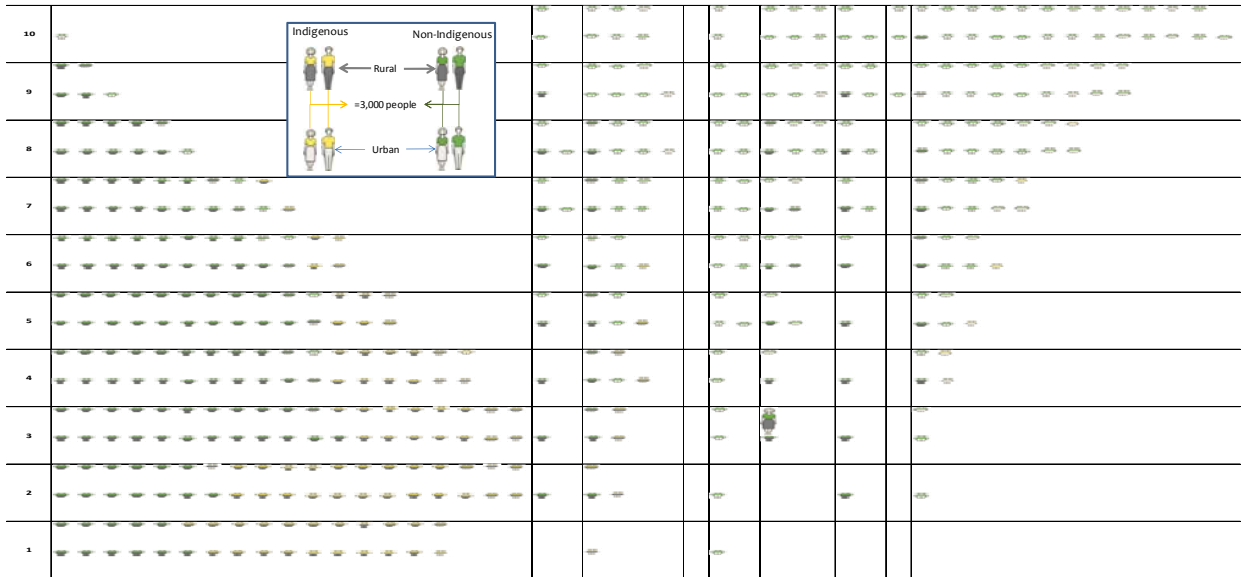 10
Indigenous
Non-Indigenous
Rural
=3,000 people
Urban
9
8
7
6
5
4
3
2
1